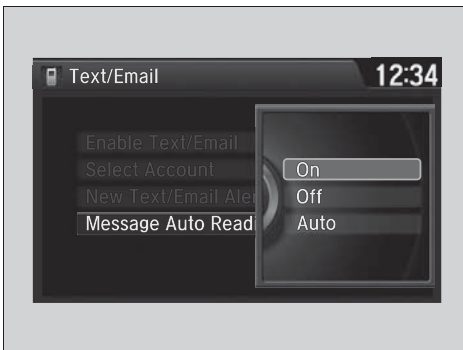 Text/Email
12:34
Enable Text/Email
Select Account
New Text/Email Aler
Message Auto Readi
On
Off
Auto